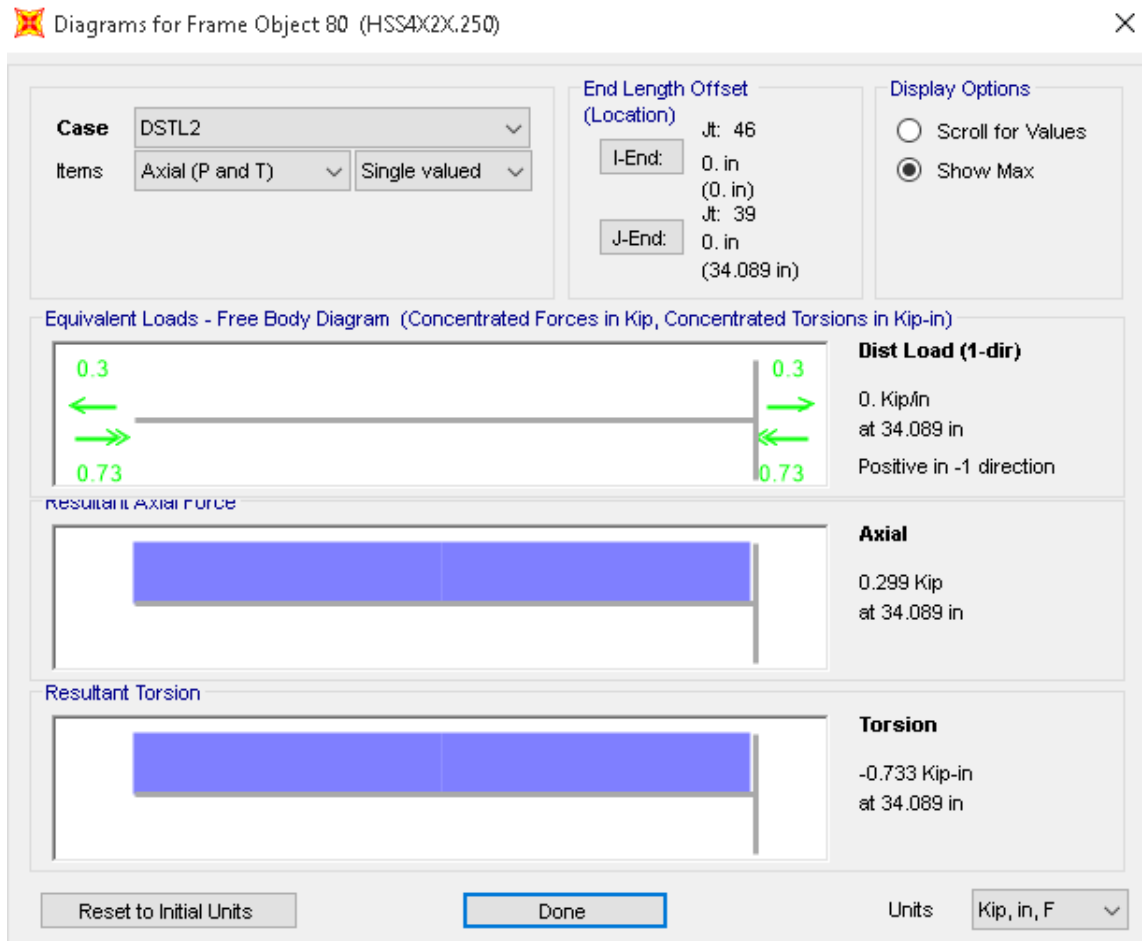 Diagrams for Frame Object 80 (HSS4X2X.250)
Case
DSTL2
Items
Axial (P and T)
Single valued
End Length Offset
(Location)
I-End:
Jt: 46
0. in
(0. in)
J-End:
Jt: 39
0. in
(34.089 in)
Display Options
Scroll for Values
Show Max
Equivalent Loads - Free Body Diagram (Concentrated Forces in Kip, Concentrated Torsions in Kip-in)
0.3
0.3
0.73
0.73
Dist Load (1-dir)
0. Kip/in
at 34.089 in
Positive in -1 direction
Resultant Axial Force
Axial
0.299 Kip
at 34.089 in
Resultant Torsion
Torsion
-0.733 Kip-in
at 34.089 in
Reset to Initial Units
Done
Units
Kip, in, F